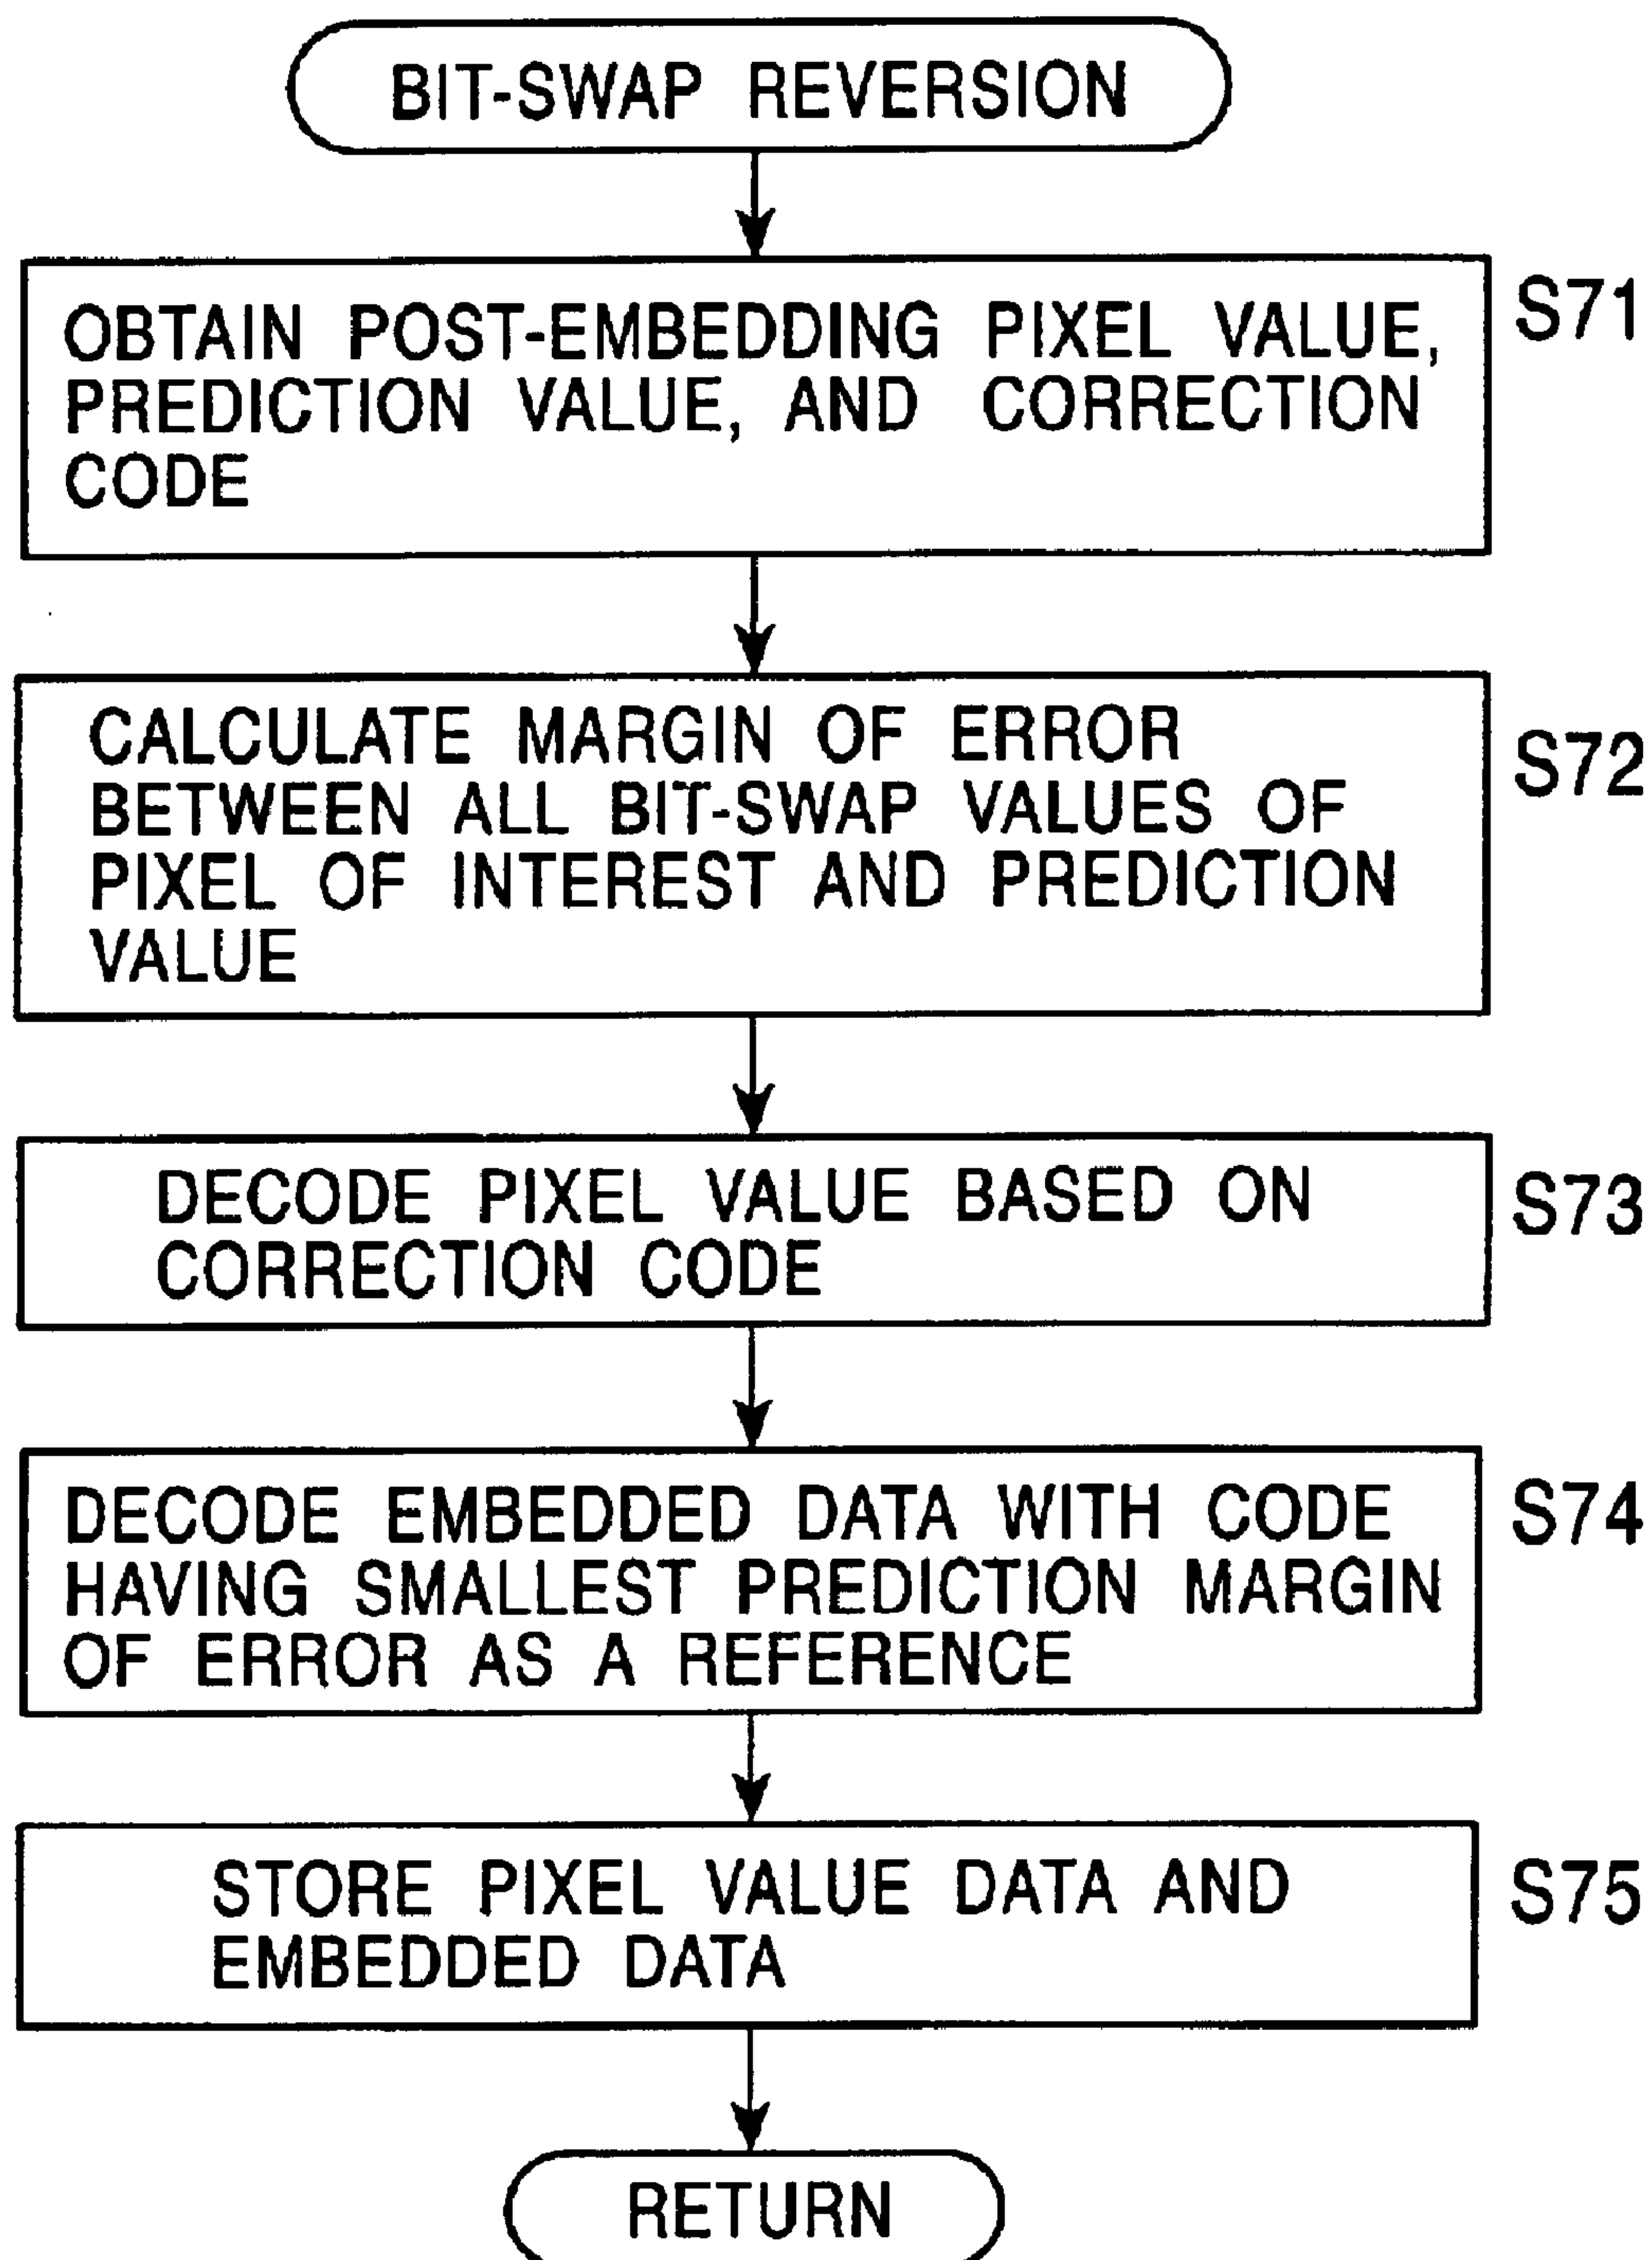 BIT-SWAP REVERSION
OBTAIN POST-EMBEDDING PIXEL VALUE,
PREDICTION VALUE, AND CORRECTION
CODE
S71
CALCULATE MARGIN OF ERROR
BETWEEN ALL BIT-SWAP VALUES OF
PIXEL OF INTEREST AND PREDICTION
VALUE
S72
DECODE PIXEL VALUE BASED ON
CORRECTION CODE
S73
DECODE EMBEDDED DATA WITH CODE
HAVING SMALLEST PREDICTION MARGIN
OF ERROR AS A REFERENCE
S74
STORE PIXEL VALUE DATA AND
EMBEDDED DATA
S75
RETURN